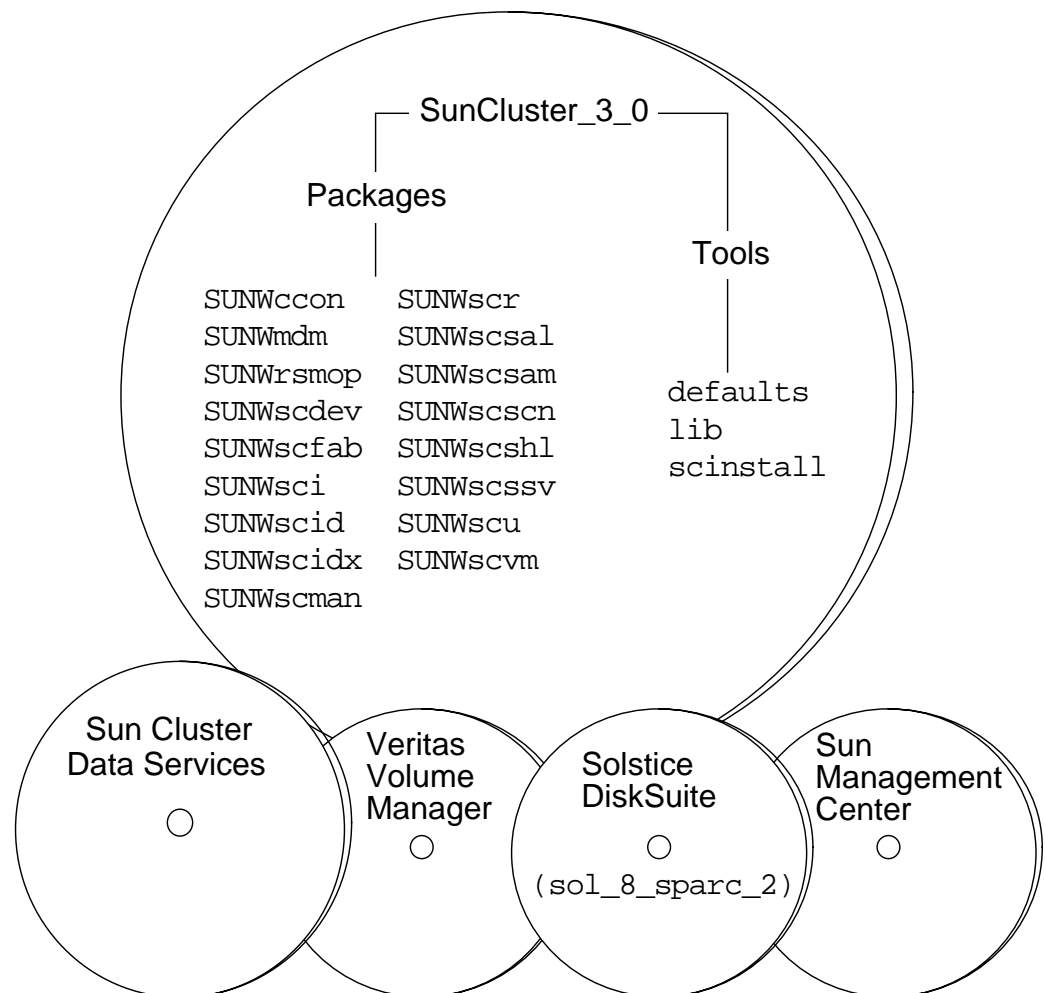 SunCluster_3_0
Packages
Tools
SUNWccon SUNWscr
SUNWmdm SUNWscsal
SUNWrsmop SUNWscsam
SUNWscdev SUNWscscn
SUNWscfab SUNWscshl
SUNWsci SUNWscssv
SUNWscid SUNWscu
SUNWscidx SUNWscvm
SUNWscman
defaults
lib
scinstall
Sun Cluster
Data Services
Veritas
Volume
Manager
Solstice
DiskSuite
(sol_8_sparc_2)
Sun
Management
Center